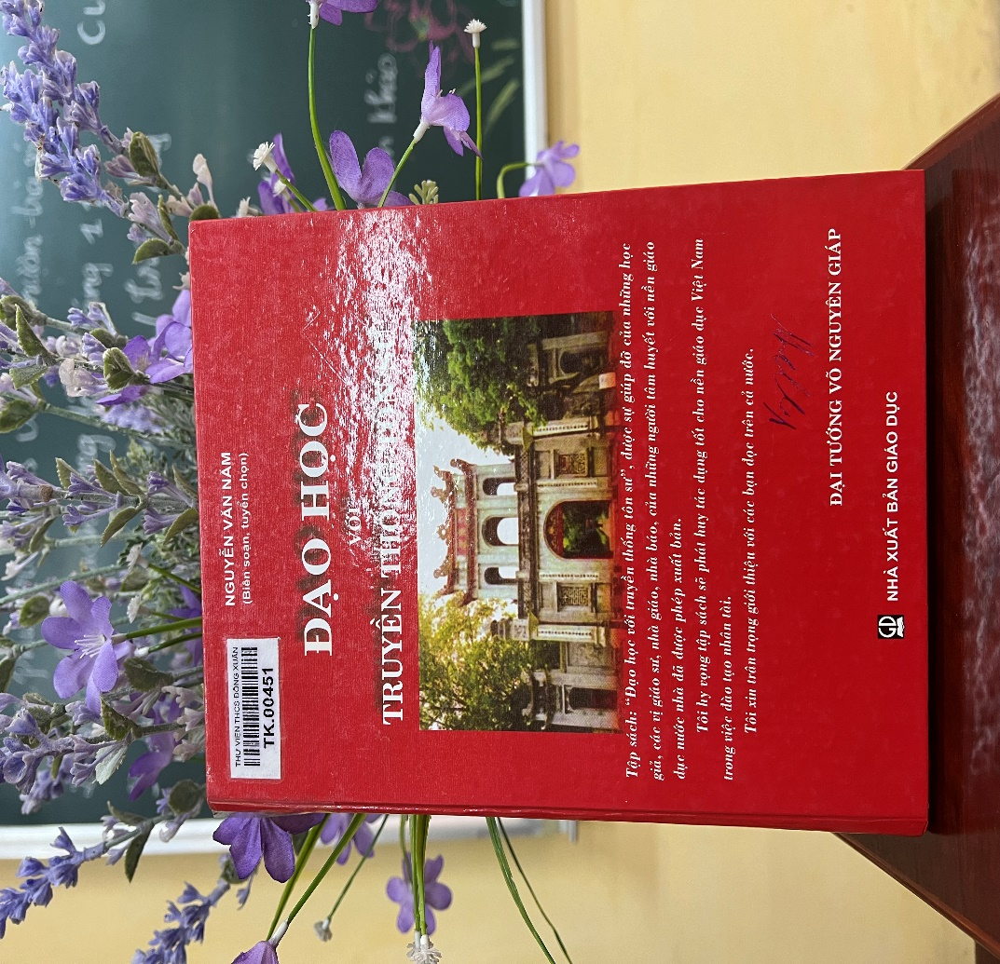 THƯ VIỆN THCS ĐỒNG XUÂN
TK.00451
NGUYỄN VĂN NĂM
(Biên soạn, tuyển chọn)
ĐẠO HỌC
VỚI
TRUYỀN THỐNG TÔN SƯ
Tập sách: “Đạo học với truyền thống tôn sư”, được sự giúp đỡ của những học
giả, các vị giáo sư, nhà giáo, nhà báo, của những người tâm huyết với nền giáo
dục nước nhà đã được phép xuất bản.
Tôi hy vọng tập sách sẽ phát huy tác dụng tốt cho nền giáo dục Việt Nam
trong việc đào tạo nhân tài.
Tôi xin trân trọng giới thiệu với các bạn đọc trên cả nước.
ĐẠI TƯỚNG VÕ NGUYÊN GIÁP
GD
NHÀ XUẤT BẢN GIÁO DỤC